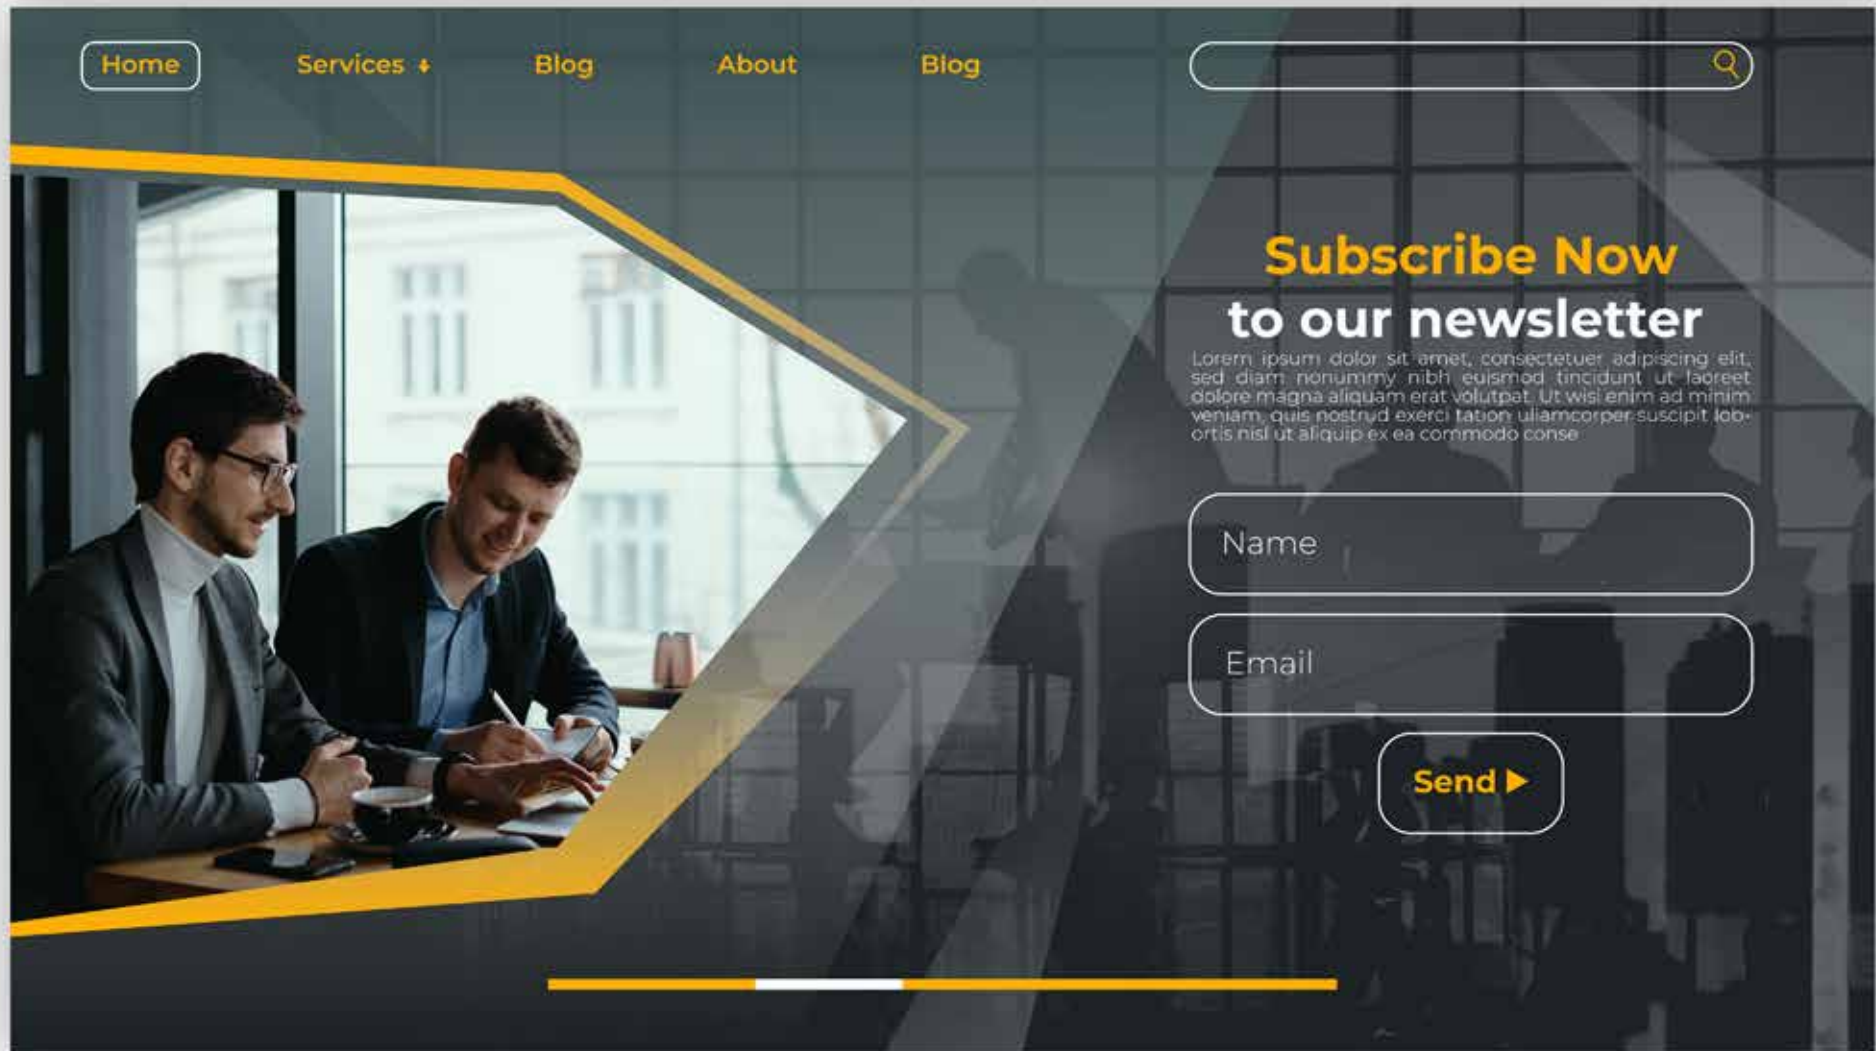 Home
Services
Blog
About
Blog
Subscribe Now
to our newsletter
Lorem ipsum dolor sit amet, consectetuer adipiscing elit,
sed diam nonummy nibh euismod tincidunt ut laoreet
dolore magna aliquam erat volutpat. Ut wisi enim ad minim
veniam, quis nostrud exerci tation ullamcorper suscipit lob-
ortis nisl ut aliquip ex ea commodo conse
Name
Email
Send